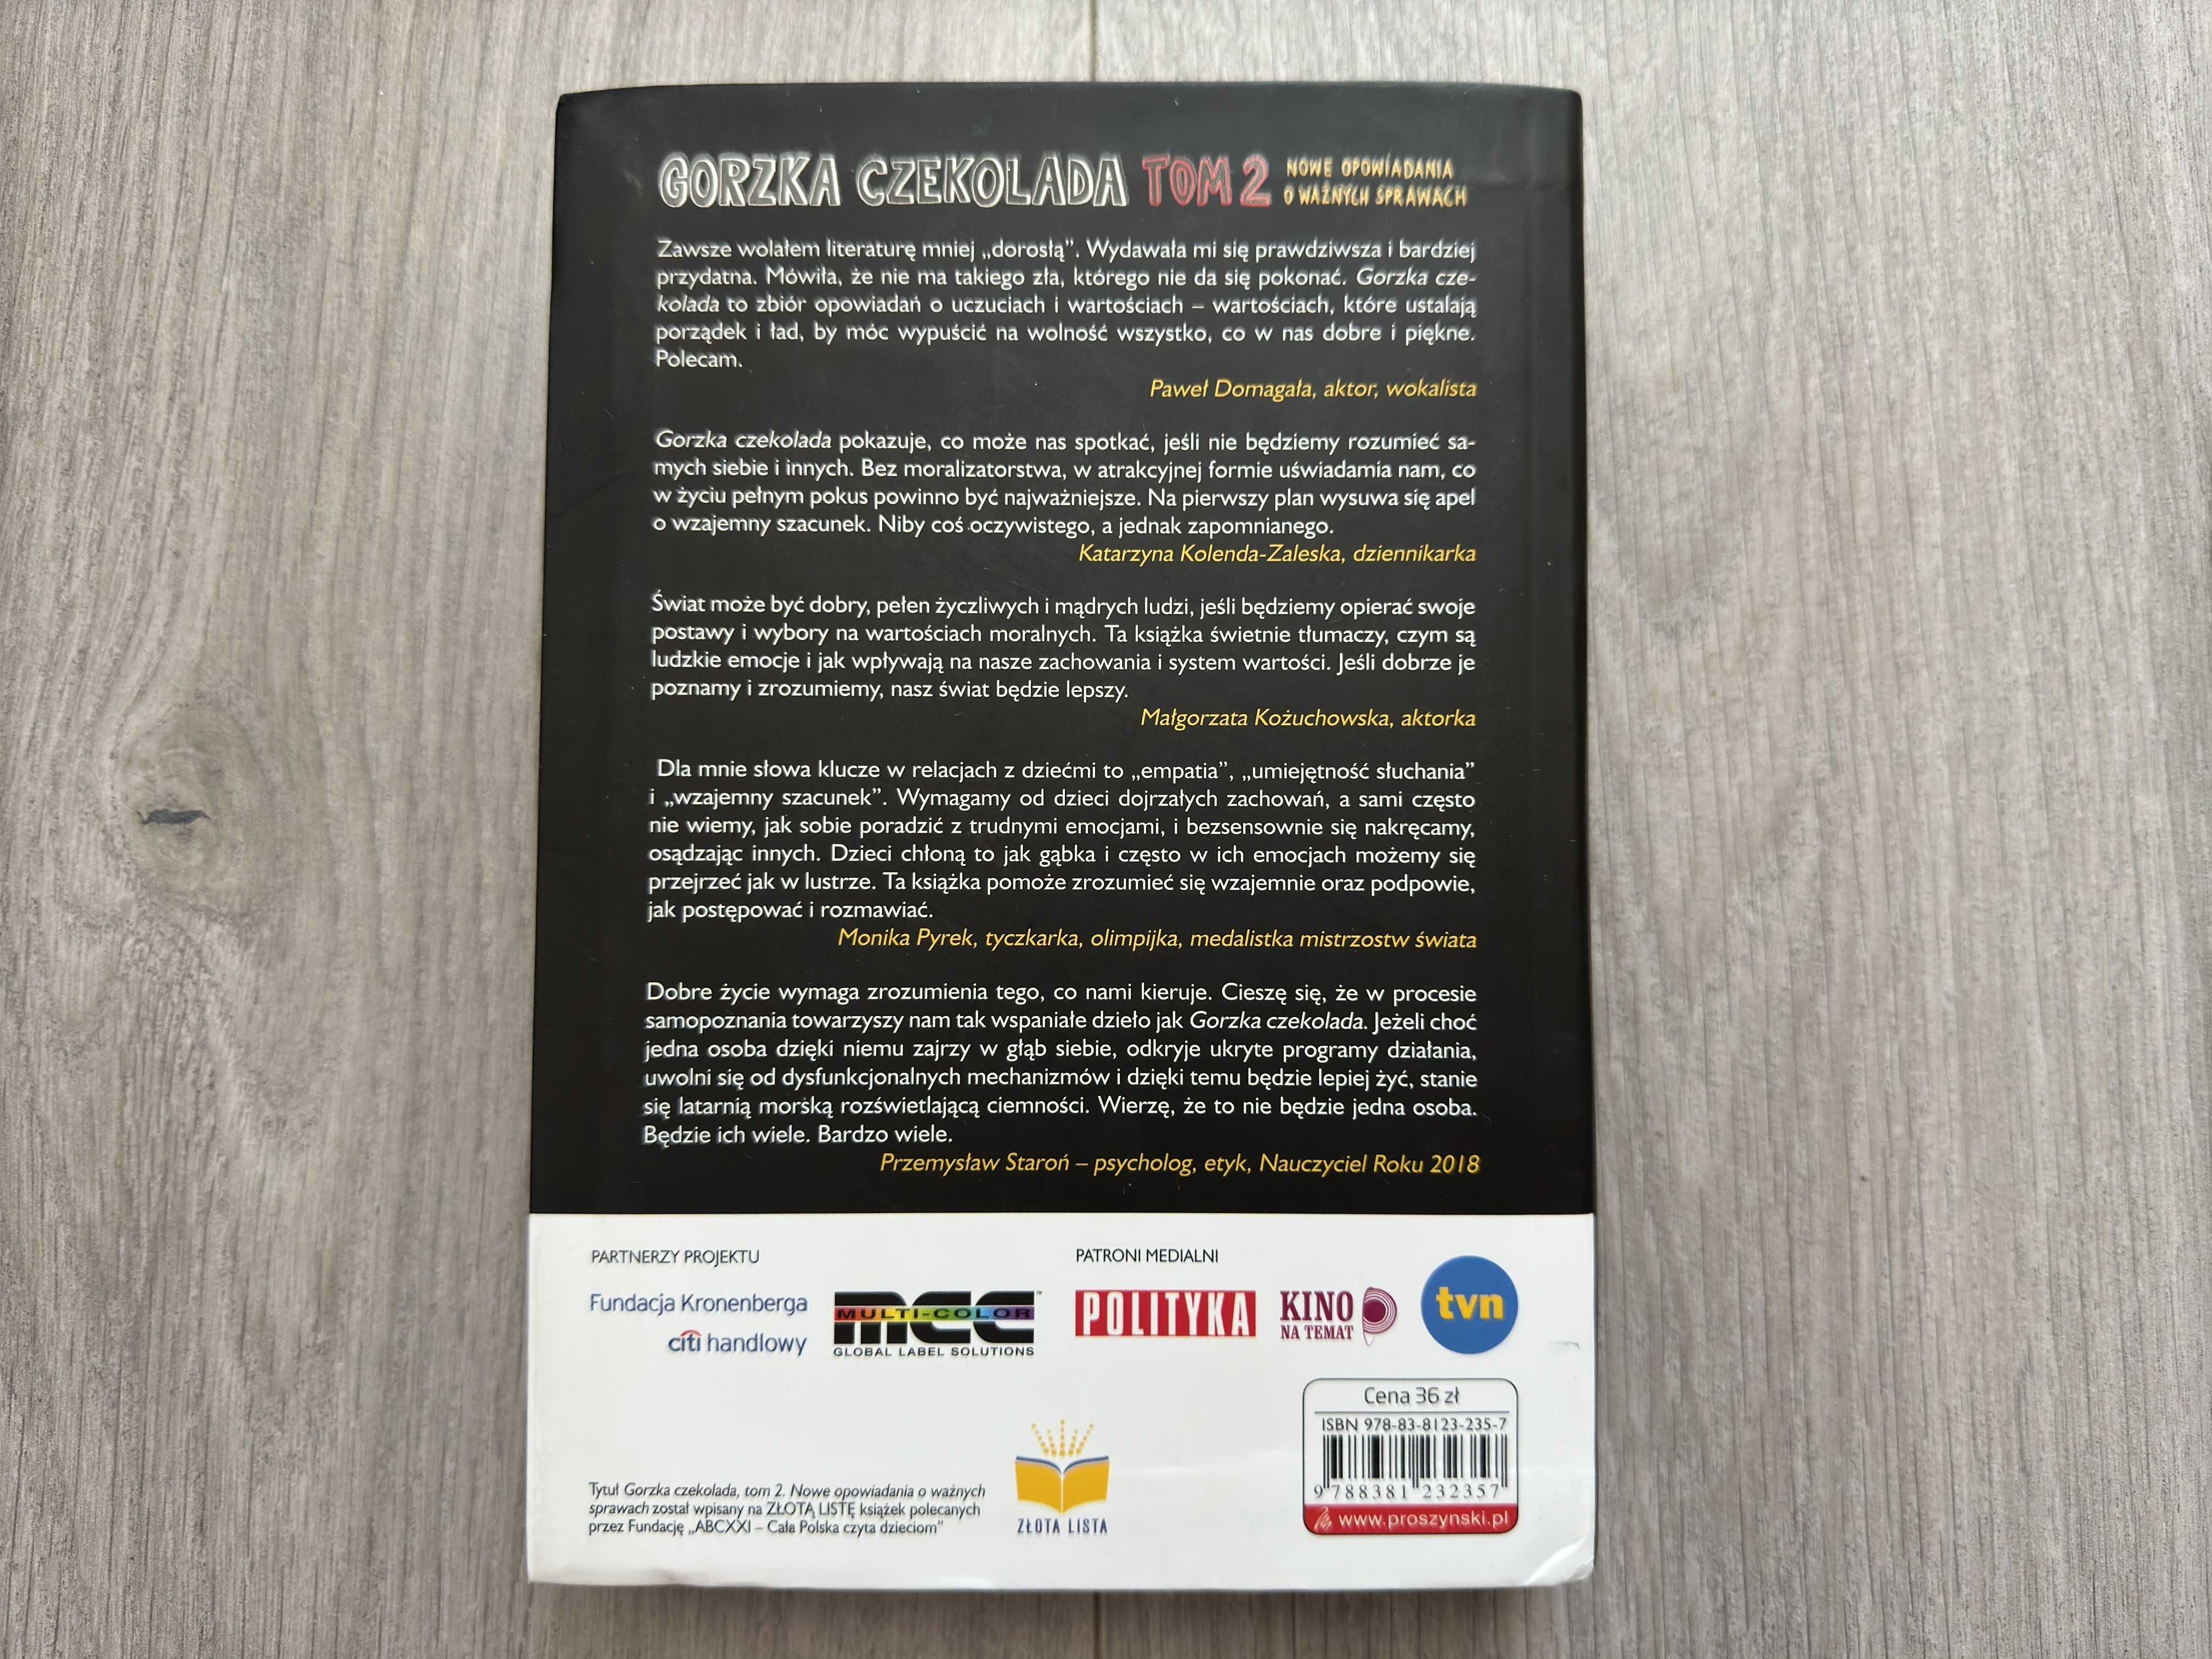 GORZKA CZEKOLADA TOM 2 NOWE OPOWIADANIA
O WAŻNYCH SPRAWACH
Zawsze wolałem literaturę mniej „dorosłą”. Wydawała mi się prawdziwsza i bardziej
przydatna. Mówiła, że nie ma takiego zła, którego nie da się pokonać. Gorzka cze-
kolada to zbiór opowiadań o uczuciach i wartościach – wartościach, które ustalają
porządek i ład, by móc wypuścić na wolność wszystko, co w nas dobre i piękne.
Polecam.
Paweł Domagała, aktor, wokalista
Gorzka czekolada pokazuje, co może nas spotkać, jeśli nie będziemy rozumieć sa-
mych siebie i innych. Bez moralizatorstwa, w atrakcyjnej formie uświadamia nam, co
w życiu pełnym pokus powinno być najważniejsze. Na pierwszy plan wysuwa się apel
o wzajemny szacunek. Niby coś oczywistego, a jednak zapomnianego.
Katarzyna Kolenda-Zaleska, dziennikarka
Świat może być dobry, pełen życzliwych i mądrych ludzi, jeśli będziemy opierać swoje
postawy i wybory na wartościach moralnych. Ta książka świetnie tłumaczy, czym są
ludzkie emocje i jak wpływają na nasze zachowania i system wartości. Jeśli dobrze je
poznamy i zrozumiemy, nasz świat będzie lepszy.
Małgorzata Kożuchowska, aktorka
Dla mnie słowa klucze w relacjach z dziećmi to „empatia”, „umiejętność słuchania”
i „wzajemny szacunek”. Wymagamy od dzieci dojrzałych zachowań, a sami często
nie wiemy, jak sobie poradzić z trudnymi emocjami, i bezsensownie się nakręcamy,
osądzając innych. Dzieci chłoną to jak gąbka i często w ich emocjach możemy się
przejrzeć jak w lustrze. Ta książka pomoże zrozumieć się wzajemnie oraz podpowie,
jak postępować i rozmawiać.
Monika Pyrek, tyczkarka, olimpijka, medalistka mistrzostw świata
Dobre życie wymaga zrozumienia tego, co nami kieruje. Cieszę się, że w procesie
samopoznania towarzyszy nam tak wspaniałe dzieło jak Gorzka czekolada. Jeżeli choć
jedna osoba dzięki niemu zajrzy w głąb siebie, odkryje ukryte programy działania,
uwolni się od dysfunkcjonalnych mechanizmów i dzięki temu będzie lepiej żyć, stanie
się latarnią morską rozświetlającą ciemności. Wierzę, że to nie będzie jedna osoba.
Będzie ich wiele. Bardzo wiele.
Przemysław Staroń – psycholog, etyk, Nauczyciel Roku 2018
PARTNERZY PROJEKTU
Fundacja Kronenberga
citi handlowy
mcc™
MULTI-COLOR
GLOBAL LABEL SOLUTIONS
PATRONI MEDIALNI
POLITYKA
KINO
NA TEMAT
tvn
Cena 36 zł
ISBN 978-83-8123-235-7
9 788381 232357
www.proszynski.pl
Tytuł Gorzka czekolada, tom 2. Nowe opowiadania o ważnych
sprawach został wpisany na ZŁOTĄ LISTĘ książek polecanych
przez Fundację „ABCXXI – Cała Polska czyta dzieciom”
ZŁOTA LISTA